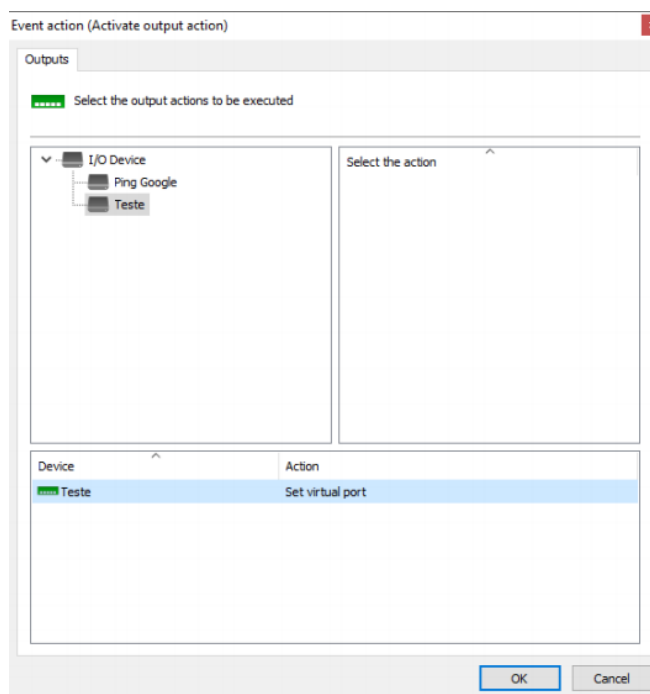 Event action (Activate output action)
Outputs
Select the output actions to be executed
I/O Device
Ping Google
Teste
Select the action
Device Action
Teste Set virtual port
OK Cancel